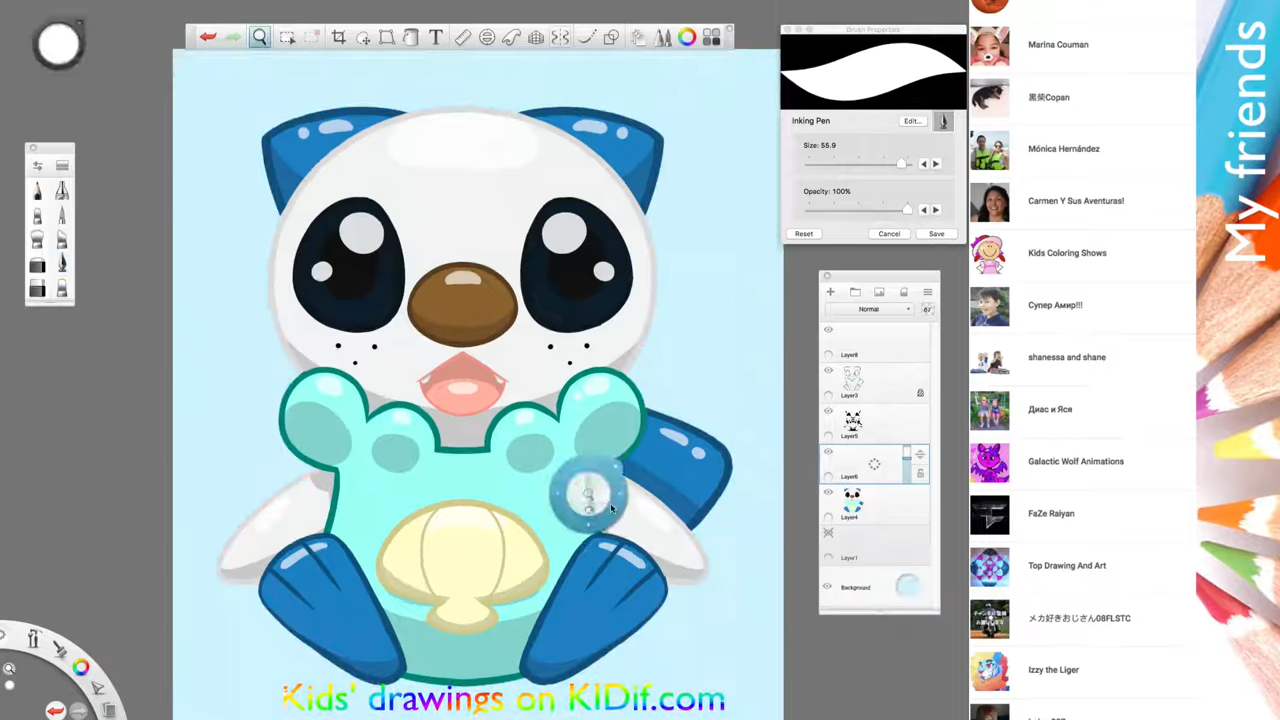 T
Brush Properties
Inking Pen
Edit...
Size: 55.9
Opacity: 100%
Reset
Cancel
Save
Normal
Layer8
Layer3
Layer5
Layer6
Layer4
Layer1
Background
Kids' drawings on KIDif.com
Marina Couman
黒柴Copan
Mónica Hernández
Carmen Y Sus Aventuras!
Kids Coloring Shows
Супер Амир!!!
shanessa and shane
Диас и Яся
Galactic Wolf Animations
FaZe Raiyan
Top Drawing And Art
メカ好きおじさん08FLSTC
Izzy the Liger
My friends